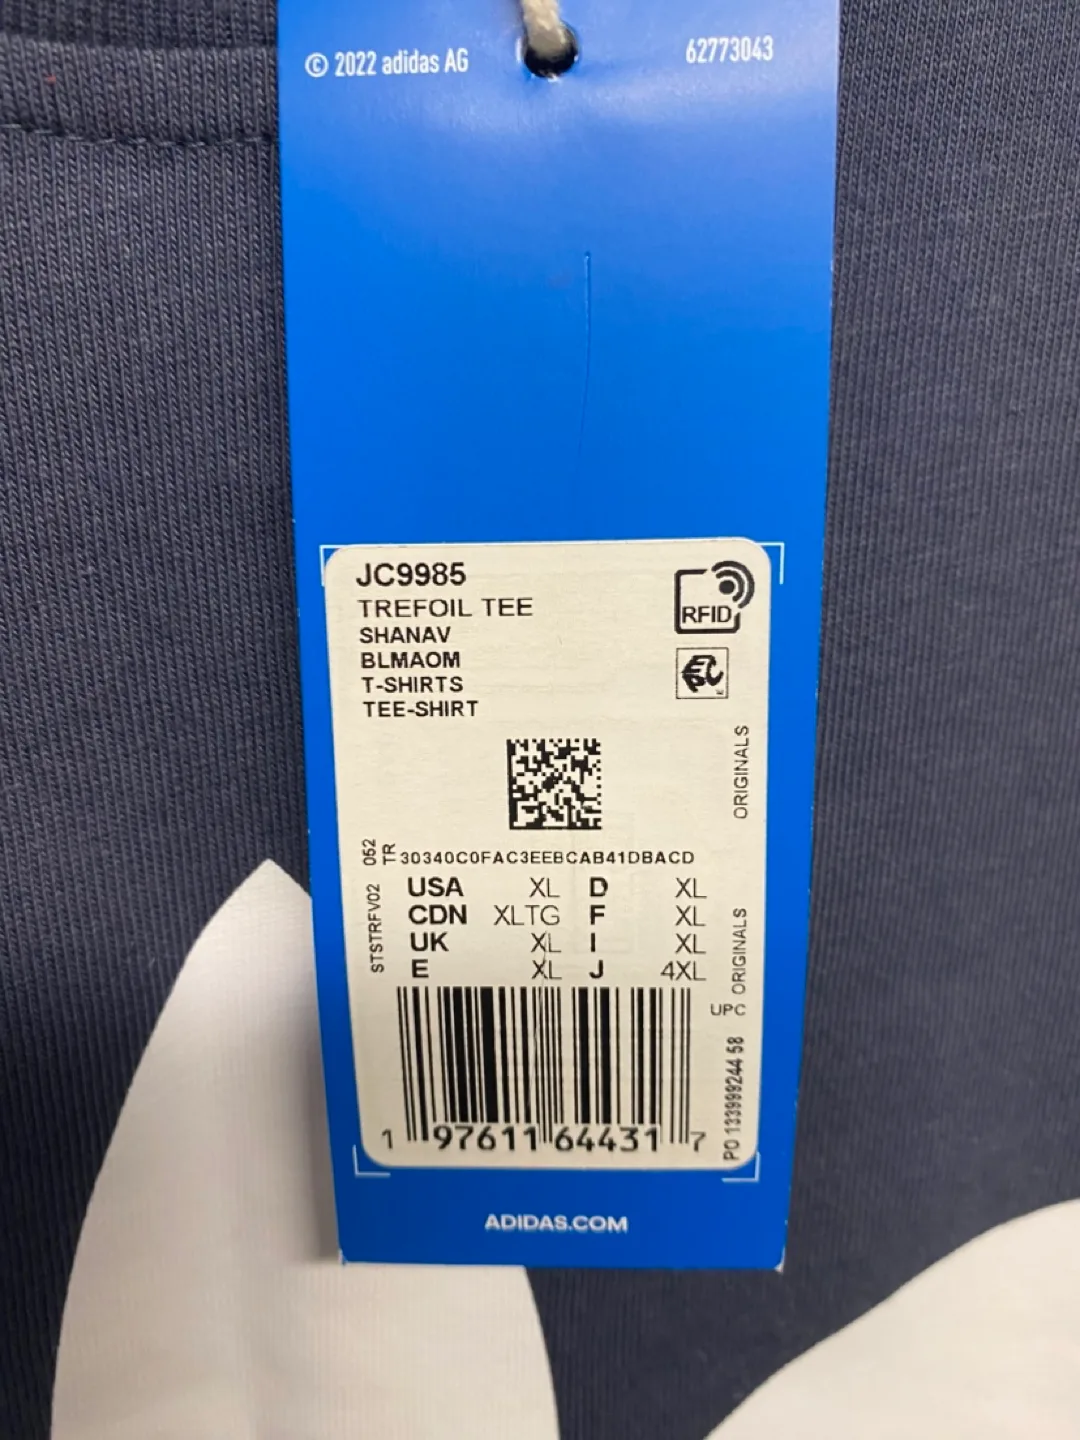 © 2022 adidas AG
62773043
JC9985
TREFOIL TEE
SHANAV
BLMAOM
T-SHIRTS
TEE-SHIRT
RFID
EPC
ORIGINALS
052
TR
30340C0FAC3EEBCAB41DBACD
STSTRFV02
USA XL D XL
CDN XLTG F XL
UK XL I XL
E XL J 4XL
ORIGINALS
UPC
PO 133999244 58
1 97611 64431 7
ADIDAS.COM